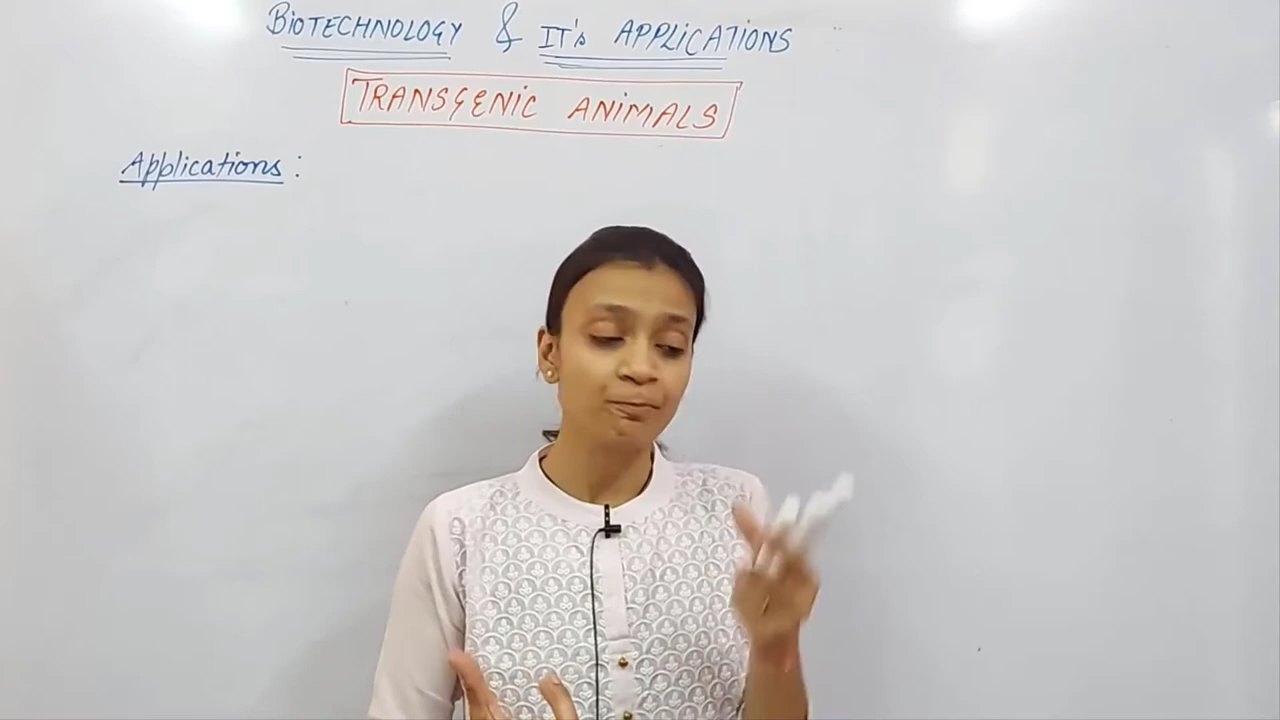 BIOTECHNOLOGY & IT's APPLICATIONS
TRANSGENIC ANIMALS
Applications: